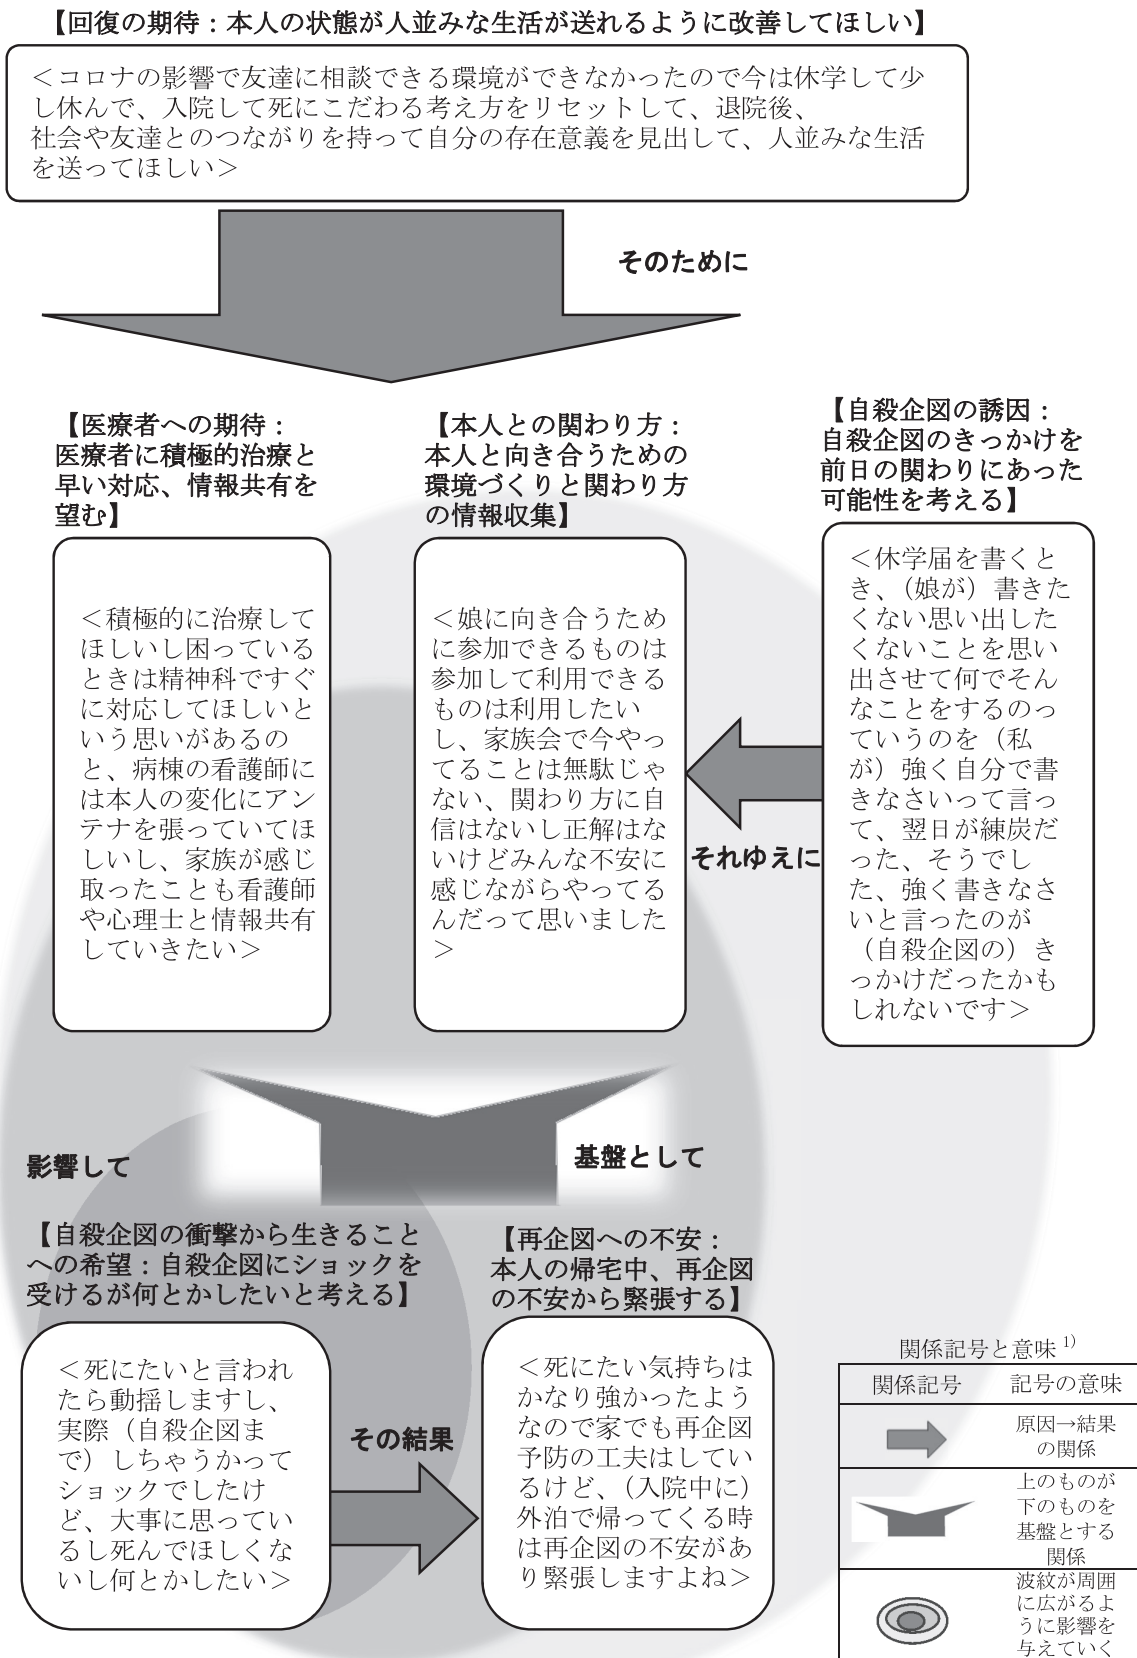 【回復の期待：本人の状態が人並みな生活が送れるように改善してほしい】
＜コロナの影響で友達に相談できる環境ができなかったので今は休学して少
し休んで、入院して死にこだわる考え方をリセットして、退院後、
社会や友達とのつながりを持って自分の存在意義を見出して、人並みな生活
を送ってほしい＞
そのために
【医療者への期待：
医療者に積極的治療と
早い対応、情報共有を
望む】
＜積極的に治療して
ほしいし困っている
ときは精神科ですぐ
に対応してほしいと
いう思いがあるの
と、病棟の看護師に
は本人の変化にアン
テナを張っていてほ
しいし、家族が感じ
取ったことも看護師
や心理士と情報共有
していきたい＞
【本人との関わり方：
本人と向き合うための
環境づくりと関わり方
の情報収集】
＜娘に向き合うため
に参加できるものは
参加して利用できる
ものは利用したい
し、家族会で今やっ
てることは無駄じゃ
ない、関わり方に自
信はないし正解はな
いけどみんな不安に
感じながらやってる
んだって思いました
＞
【自殺企図の誘因：
自殺企図のきっかけを
前日の関わりにあった
可能性を考える】
＜休学届を書くと
き、（娘が）書きた
くない思い出した
くないことを思い
出させて何でそん
なことをするのっ
ていうのを（私
が）強く自分で書
きなさいって言っ
て、翌日が練炭だ
った、そうでし
た、強く書きなさ
いと言ったのが
（自殺企図の）き
っかけだったかも
しれないです＞
それゆえに
影響して
基盤として
【自殺企図の衝撃から生きること
への希望：自殺企図にショックを
受けるが何とかしたいと考える】
＜死にたいと言われ
たら動揺しますし、
実際（自殺企図ま
で）しちゃうかって
ショックでしたけ
ど、大事に思ってい
るし死んでほしくな
いし何とかしたい＞
その結果
【再企図への不安：
本人の帰宅中、再企図
の不安から緊張する】
＜死にたい気持ちは
かなり強かったよう
なので家でも再企図
予防の工夫はしてい
るけど、（入院中に）
外泊で帰ってくる時
は再企図の不安があ
り緊張しますよね＞
関係記号と意味 1)
関係記号 記号の意味
原因→結果
の関係
上のものが
下のものを
基盤とする
関係
波紋が周囲
に広がるよ
うに影響を
与えていく